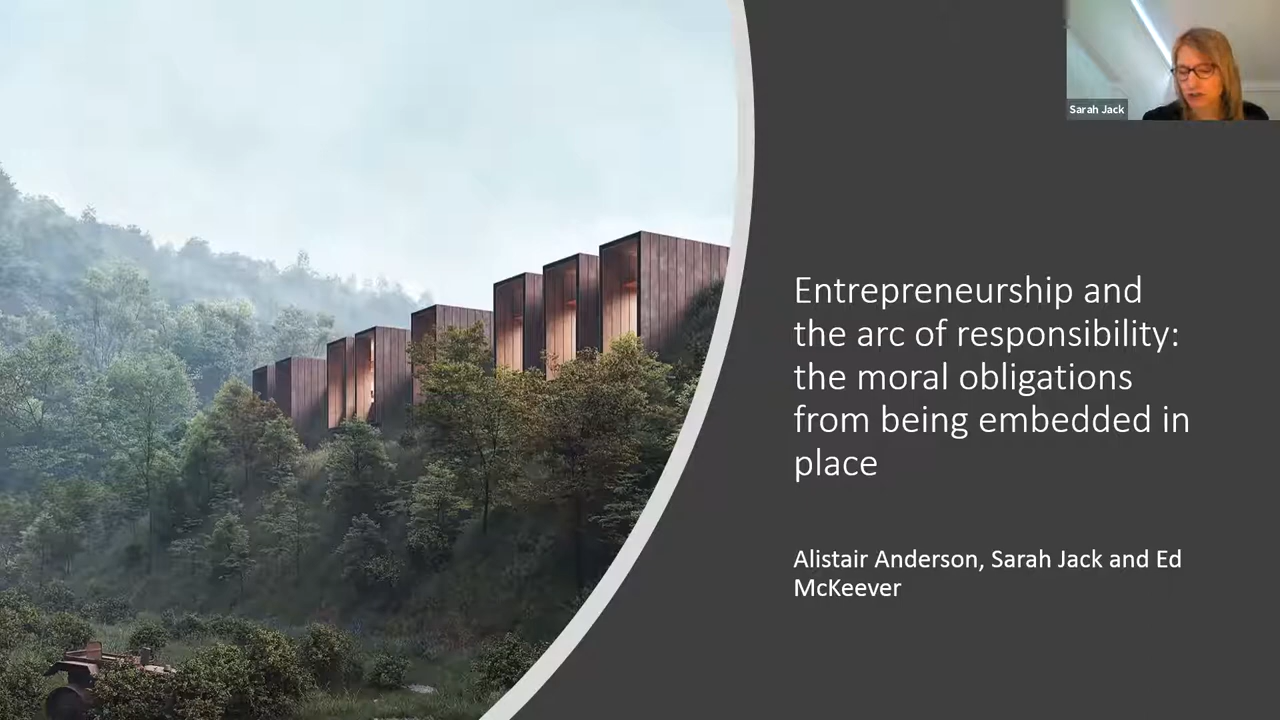 Sarah Jack
Entrepreneurship and
the arc of responsibility:
the moral obligations
from being embedded in
place
Alistair Anderson, Sarah Jack and Ed
McKeever